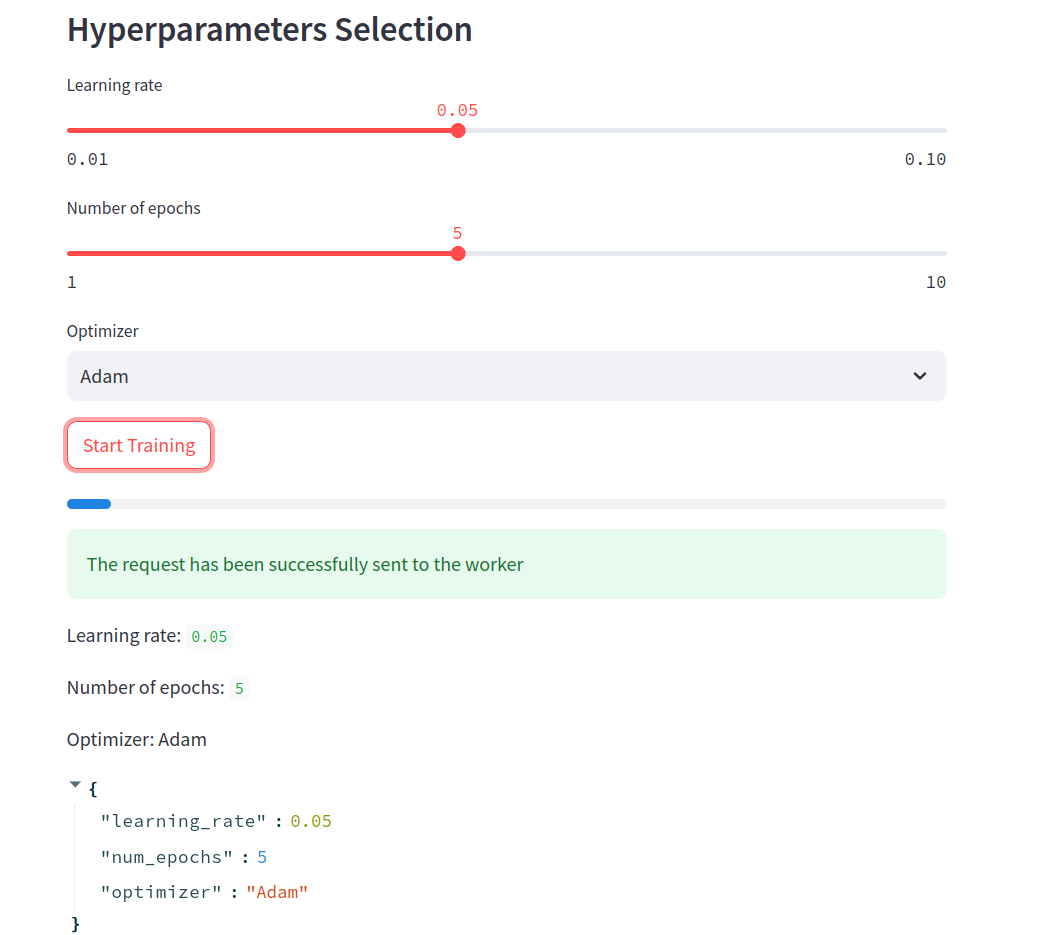 Hyperparameters Selection
Learning rate
0.05
0.01 0.10
Number of epochs
5
1 10
Optimizer
Adam
Start Training
The request has been successfully sent to the worker
Learning rate: 0.05
Number of epochs: 5
Optimizer: Adam
{
"learning_rate" : 0.05
"num_epochs" : 5
"optimizer" : "Adam"
}